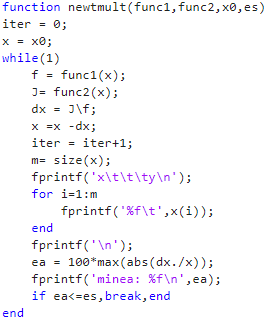 function newtmult(func1,func2,x0,es)
iter = 0;
x = x0;
while(1)
    f = func1(x);
    J= func2(x);
    dx = J\f;
    x =x -dx;
    iter = iter+1;
    m= size(x);
    fprintf('x\t\t\ty\n');
    for i=1:m
        fprintf('%f\t',x(i));
    end
    fprintf('\n');
    ea = 100*max(abs(dx./x));
    fprintf('minea: %f\n',ea);
    if ea<=es,break,end
end